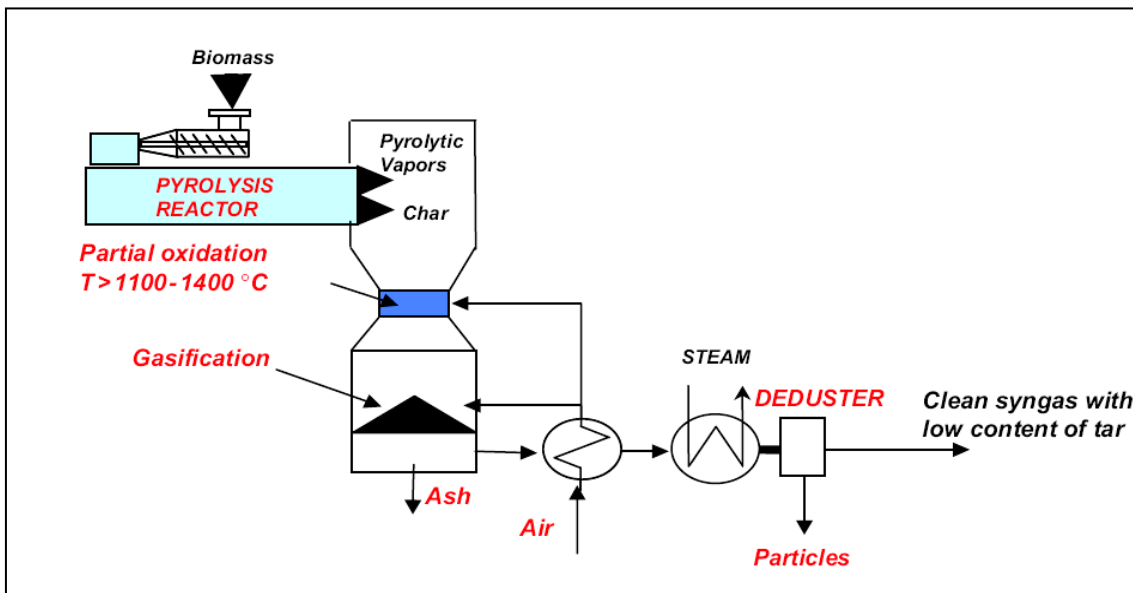 Biomass
Pyrolytic
Vapors
PYROLYSIS
REACTOR
Char
Partial oxidation
T>1100-1400 °C
Gasification
STEAM
DEDUSTER
Clean syngas with
low content of tar
Ash
Air
Particles